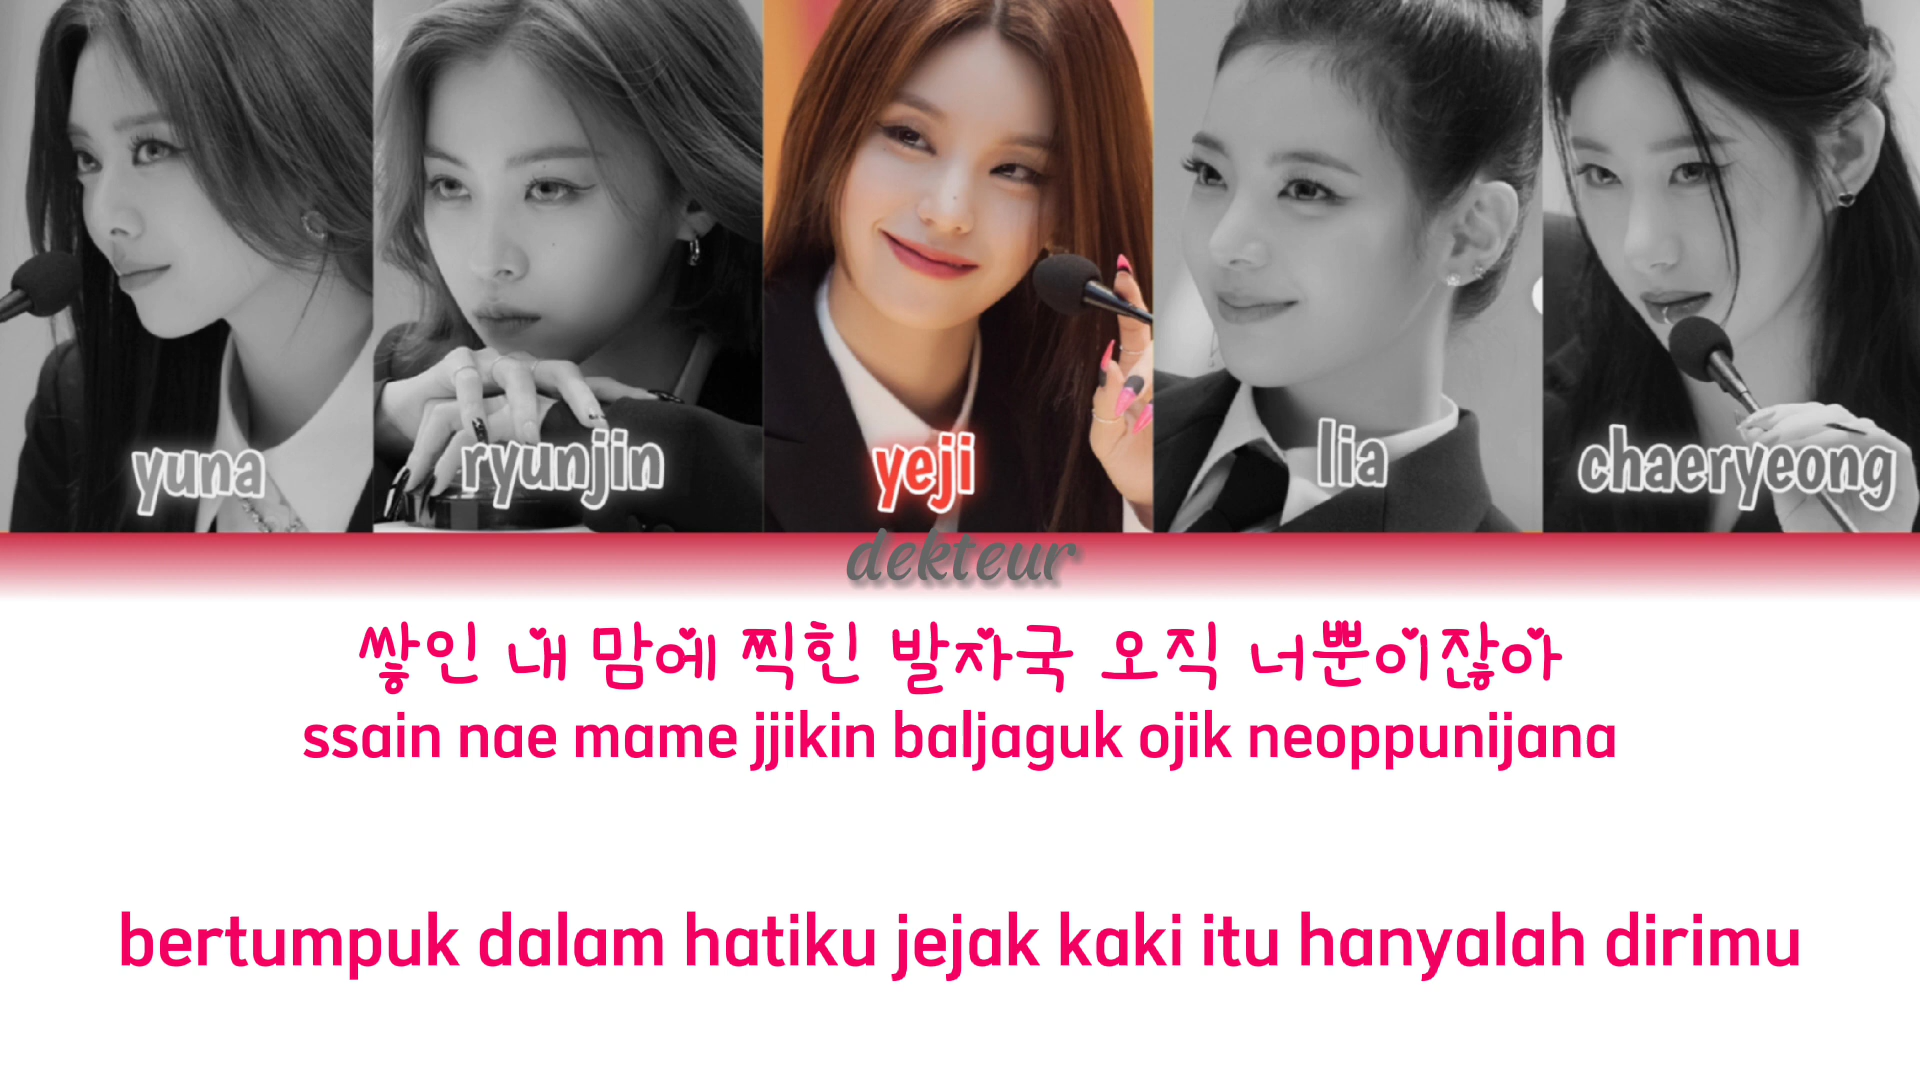 yuna
ryunjin
yeji
lia
chaeryeong
dekteur
쌓인 내 맘에 찍힌 발자국 오직 너뿐이잖아
ssain nae mame jjikin baljaguk ojik neoppunijana
bertumpuk dalam hatiku jejak kaki itu hanyalah dirimu